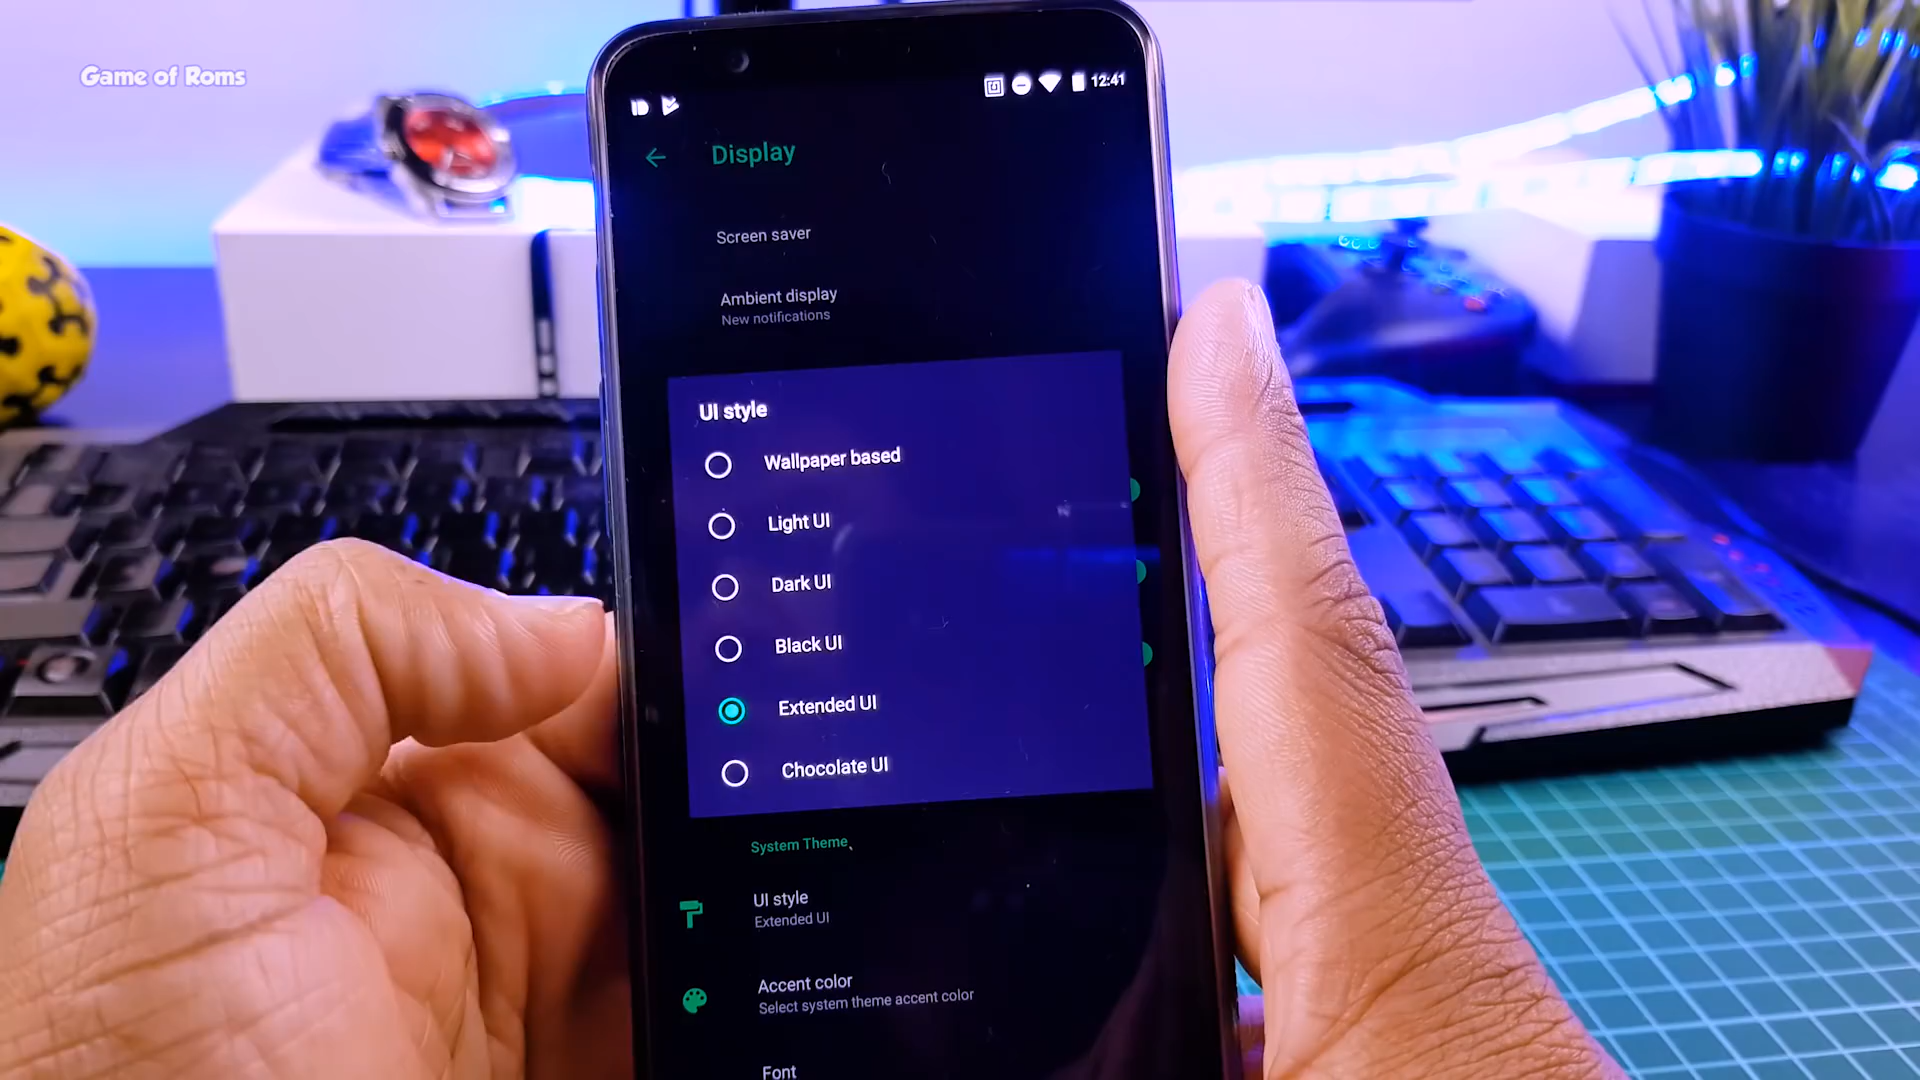 Game of Roms
12:41
Display
Screen saver
Ambient display
New notifications
UI style
Wallpaper based
Light UI
Dark UI
Black UI
Extended UI
Chocolate UI
System Theme
UI style
Extended UI
Accent color
Select system theme accent color
Font